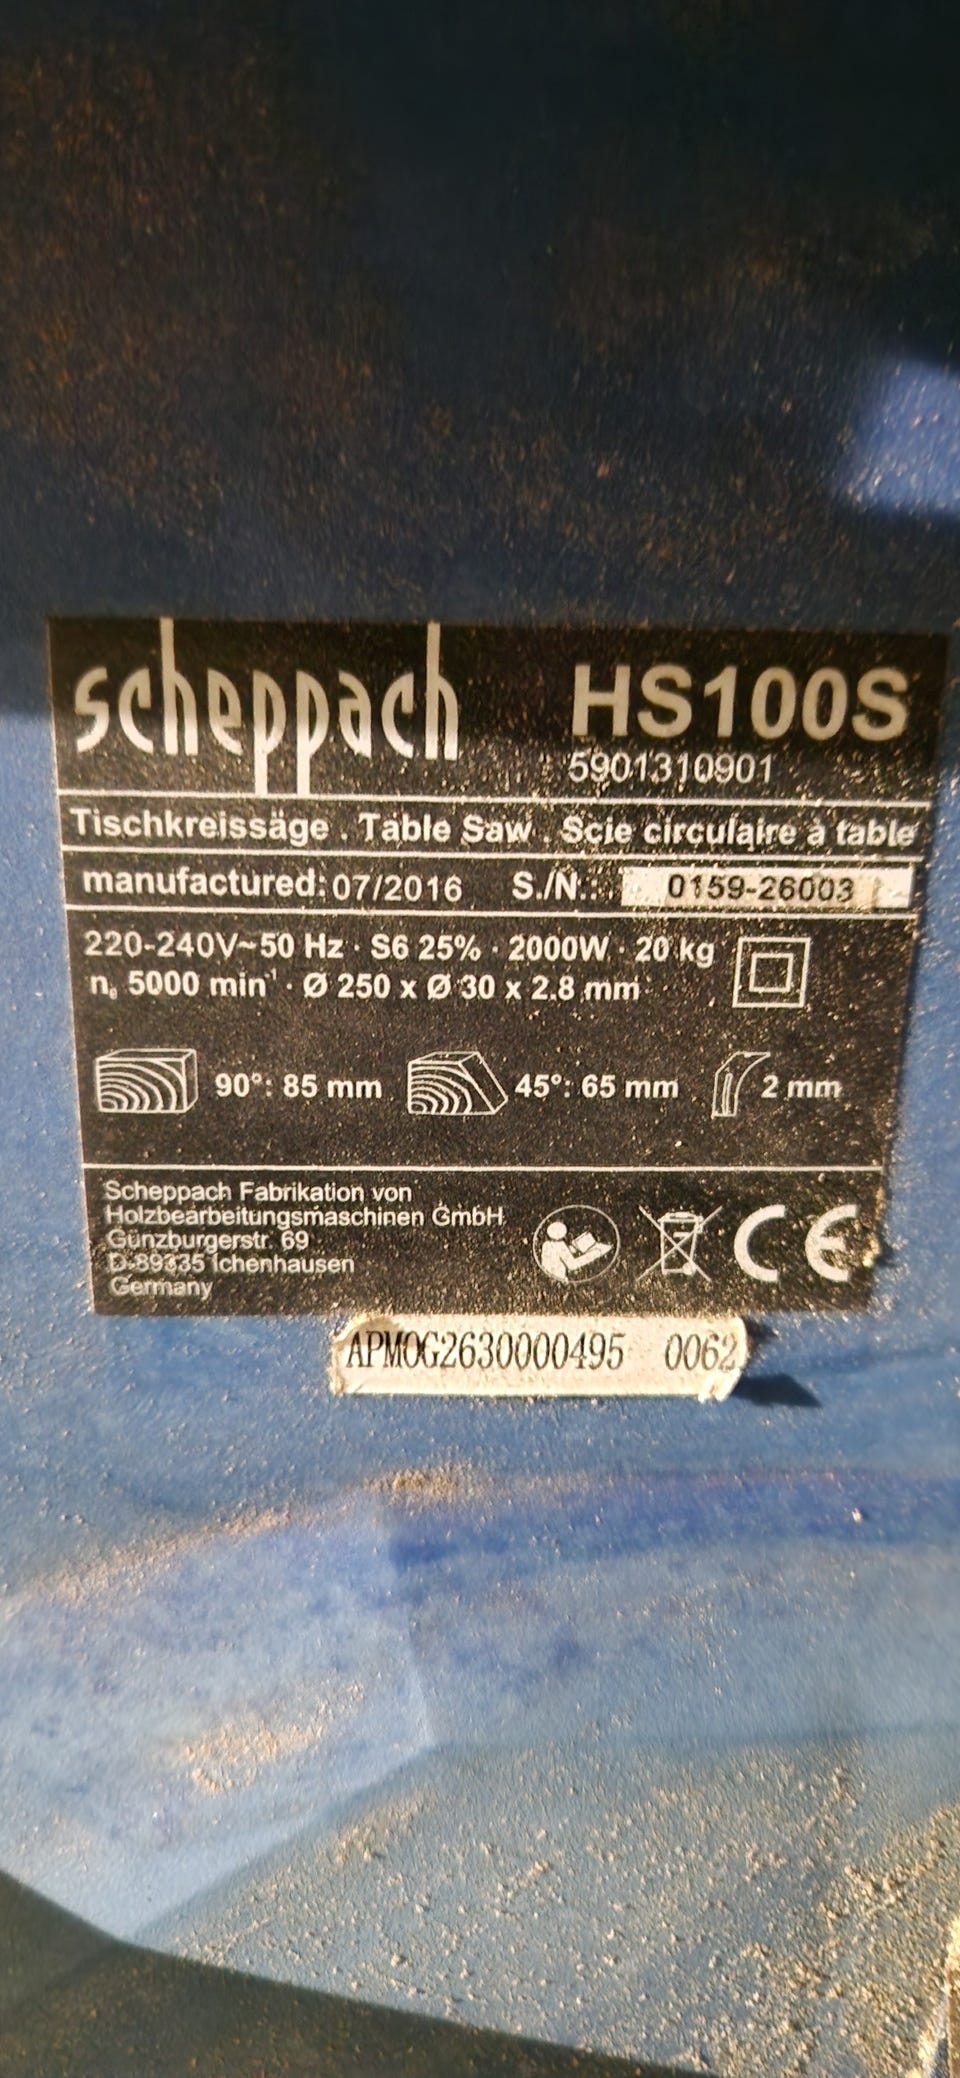 scheppach HS100S
5901310901
Tischkreissäge . Table Saw . Scie circulaire à table
manufactured: 07/2016 S./N.: 0159-26003
220-240V~50 Hz · S6 25% · 2000W · 20 kg
n₀ 5000 min⁻¹ · Ø 250 x Ø 30 x 2.8 mm
90°: 85 mm 45°: 65 mm 2 mm
Scheppach Fabrikation von
Holzbearbeitungsmaschinen GmbH
Günzburgerstr. 69
D-89335 Ichenhausen
Germany
CE
APMOG2630000495 0062